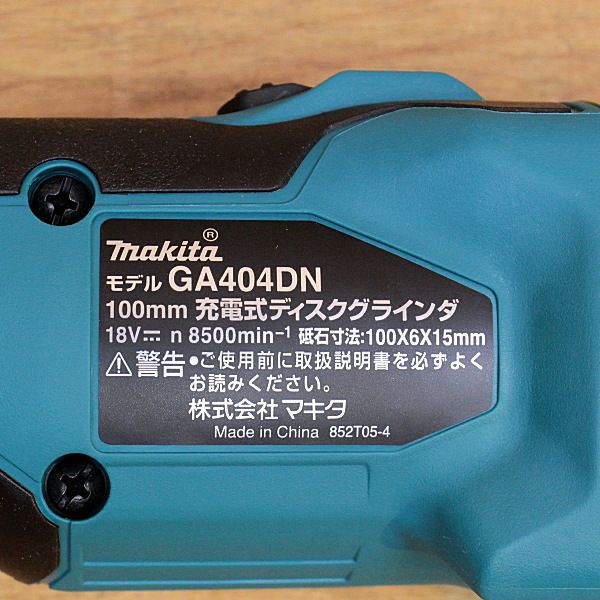 makita®
モデル GA404DN
100mm 充電式ディスクグラインダ
18V⎓ n 8500min⁻¹ 砥石寸法:100X6X15mm
⚠警告 ●ご使用前に取扱説明書を必ずよく
お読みください。
株式会社マキタ
Made in China 852T05-4